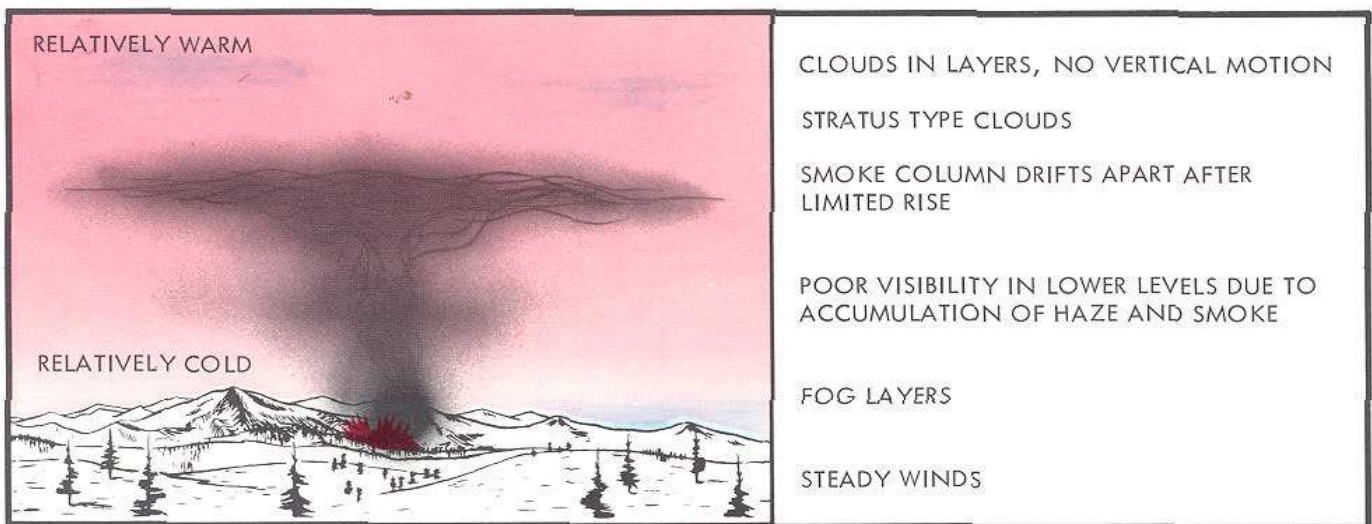 RELATIVELY WARM
RELATIVELY COLD
CLOUDS IN LAYERS, NO VERTICAL MOTION
STRATUS TYPE CLOUDS
SMOKE COLUMN DRIFTS APART AFTER
LIMITED RISE
POOR VISIBILITY IN LOWER LEVELS DUE TO
ACCUMULATION OF HAZE AND SMOKE
FOG LAYERS
STEADY WINDS